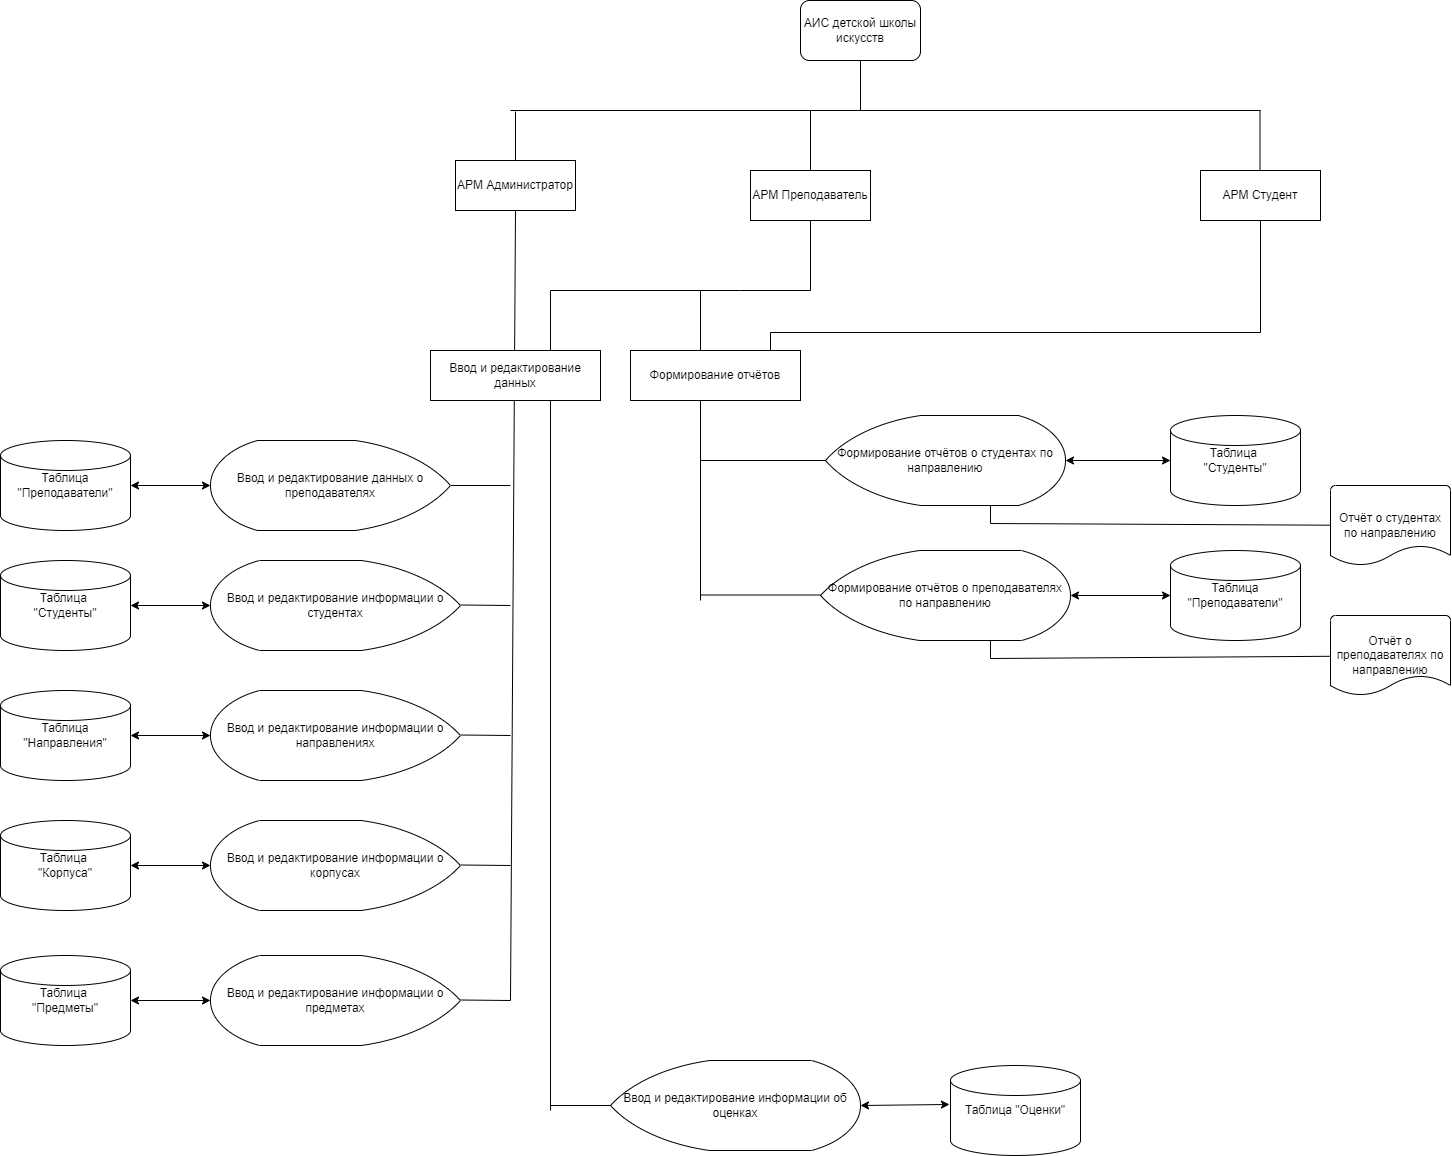 АИС детской школы
искусств
АРМ Администратор
АРМ Преподаватель
АРМ Студент
Ввод и редактирование
данных
Формирование отчётов
Таблица
"Преподаватели"
Ввод и редактирование данных о
преподавателях
Формирование отчётов о студентах по
направлению
Таблица
"Студенты"
Отчёт о студентах
по направлению
Таблица
"Студенты"
Ввод и редактирование информации о
студентах
Формирование отчётов о преподавателях
по направлению
Таблица
"Преподаватели"
Отчёт о
преподавателях по
направлению
Таблица
"Направления"
Ввод и редактирование информации о
направлениях
Таблица
"Корпуса"
Ввод и редактирование информации о
корпусах
Таблица
"Предметы"
Ввод и редактирование информации о
предметах
Ввод и редактирование информации об
оценках
Таблица "Оценки"